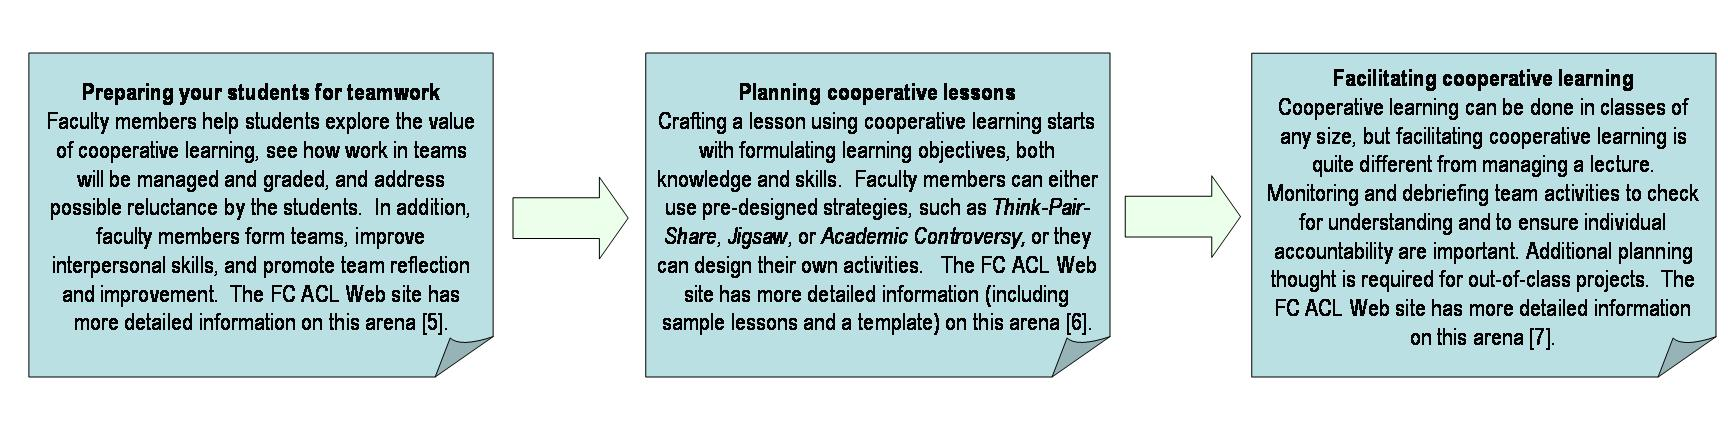 Preparing your students for teamwork
Faculty members help students explore the value
of cooperative learning, see how work in teams
will be managed and graded, and address
possible reluctance by the students.  In addition,
faculty members form teams, improve
interpersonal skills, and promote team reflection
and improvement.  The FC ACL Web site has
more detailed information on this arena [5].
Planning cooperative lessons
Crafting a lesson using cooperative learning starts
with formulating learning objectives, both
knowledge and skills.  Faculty members can either
use pre-designed strategies, such as Think-Pair-
Share, Jigsaw, or Academic Controversy, or they
can design their own activities.   The FC ACL Web
site has more detailed information (including
sample lessons and a template) on this arena [6].
Facilitating cooperative learning
Cooperative learning can be done in classes of
any size, but facilitating cooperative learning is
quite different from managing a lecture.
Monitoring and debriefing team activities to check
for understanding and to ensure individual
accountability are important. Additional planning
thought is required for out-of-class projects.  The
FC ACL Web site has more detailed information
on this arena [7].